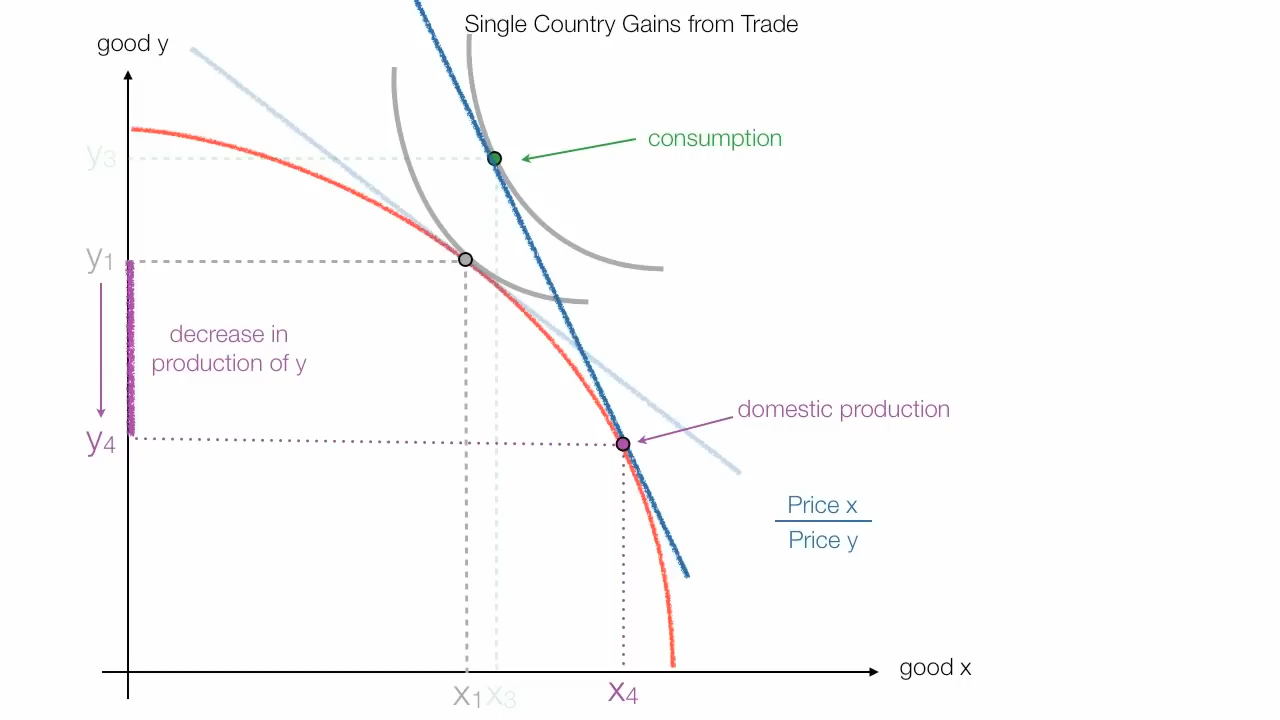 Single Country Gains from Trade
good y
consumption
y3
y1
decrease in
production of y
domestic production
y4
Price x
Price y
good x
x1
x3
x4